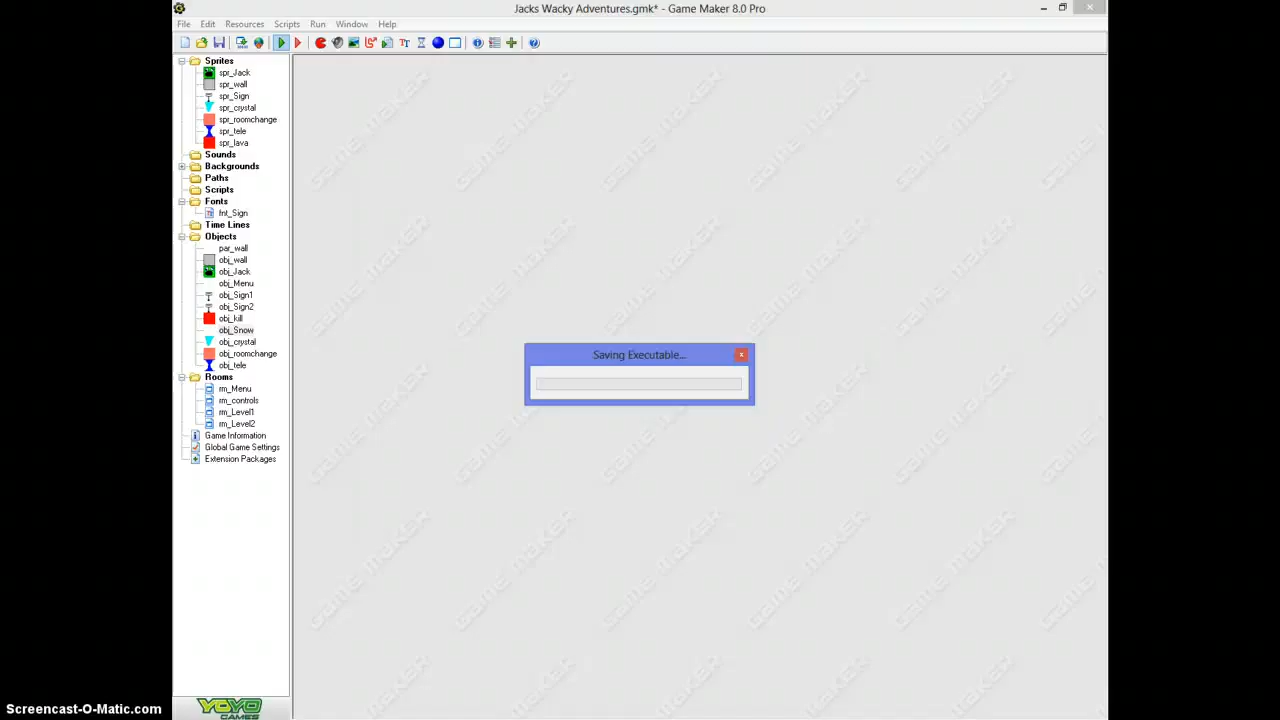 Jacks Wacky Adventures.gmk* - Game Maker 8.0 Pro
File Edit Resources Scripts Run Window Help
Sprites
spr_Jack
spr_wall
spr_Sign
spr_crystal
spr_roomchange
spr_tele
spr_lava
Sounds
Backgrounds
Paths
Scripts
Fonts
fnt_Sign
Time Lines
Objects
par_wall
obj_wall
obj_Jack
obj_Menu
obj_Sign1
obj_Sign2
obj_kill
obj_Snow
obj_crystal
obj_roomchange
obj_tele
Rooms
rm_Menu
rm_controls
rm_Level1
rm_Level2
Game Information
Global Game Settings
Extension Packages
Saving Executable...
GAME MAKER
YOYO
GAMES
Screencast-O-Matic.com